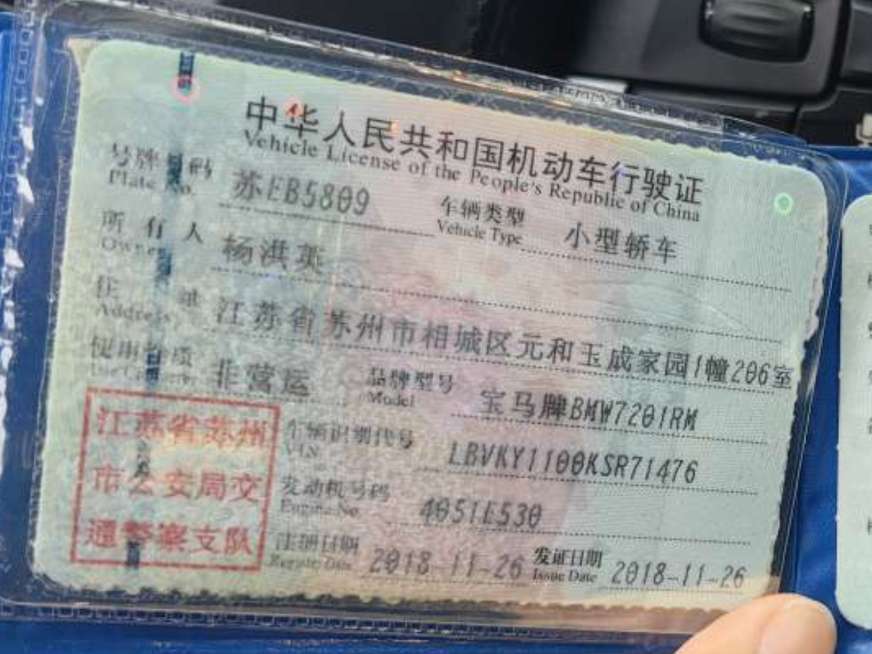 中华人民共和国机动车行驶证
Vehicle License of the People's Republic of China
号牌号码 苏EB5809 车辆类型 小型轿车
Plate No. Vehicle Type
所有人 杨洪英
Owner
住址 江苏省苏州市相城区元和玉成家园1幢206室
Address
使用性质 非营运 品牌型号 宝马牌BMW7201RM
Use Character Model
江苏省苏州
市公安局交
通警察支队
车辆识别代号 LBVKY1100KSR71476
VIN
发动机号码 4051E530
Engine No.
注册日期 2018-11-26 发证日期 2018-11-26
Register Date Issue Date